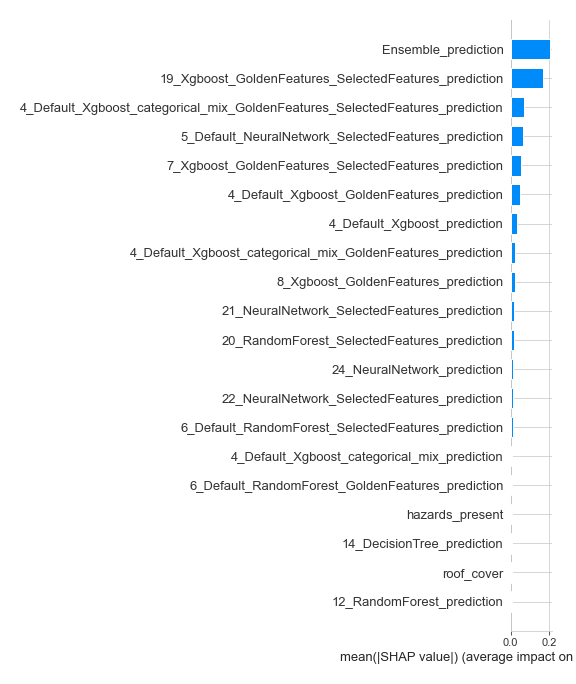 Ensemble_prediction
19_Xgboost_GoldenFeatures_SelectedFeatures_prediction
4_Default_Xgboost_categorical_mix_GoldenFeatures_SelectedFeatures_prediction
5_Default_NeuralNetwork_SelectedFeatures_prediction
7_Xgboost_GoldenFeatures_SelectedFeatures_prediction
4_Default_Xgboost_GoldenFeatures_prediction
4_Default_Xgboost_prediction
4_Default_Xgboost_categorical_mix_GoldenFeatures_prediction
8_Xgboost_GoldenFeatures_prediction
21_NeuralNetwork_SelectedFeatures_prediction
20_RandomForest_SelectedFeatures_prediction
24_NeuralNetwork_prediction
22_NeuralNetwork_SelectedFeatures_prediction
6_Default_RandomForest_SelectedFeatures_prediction
4_Default_Xgboost_categorical_mix_prediction
6_Default_RandomForest_GoldenFeatures_prediction
hazards_present
14_DecisionTree_prediction
roof_cover
12_RandomForest_prediction
0.0 0.2
mean(|SHAP value|) (average impact on